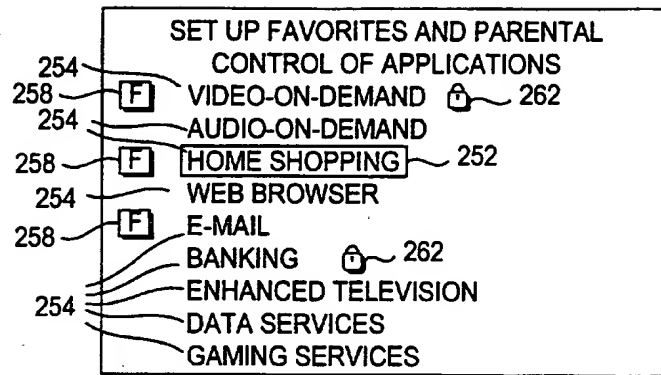 SET UP FAVORITES AND PARENTAL
CONTROL OF APPLICATIONS
254
258 F VIDEO-ON-DEMAND 262
254 AUDIO-ON-DEMAND
258 F HOME SHOPPING 252
254 WEB BROWSER
258 F E-MAIL
BANKING 262
ENHANCED TELEVISION
254 DATA SERVICES
GAMING SERVICES